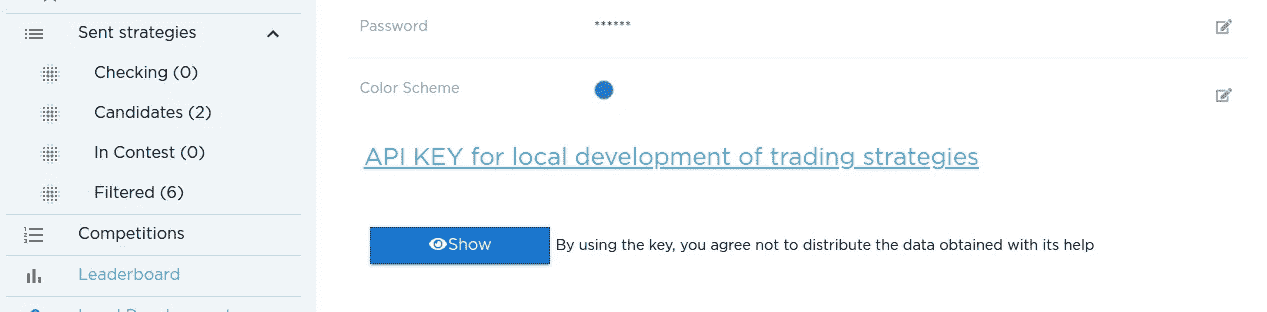 Sent strategies
Checking (0)
Candidates (2)
In Contest (0)
Filtered (6)
Competitions
Leaderboard
Password ******
Color Scheme
API KEY for local development of trading strategies
Show By using the key, you agree not to distribute the data obtained with its help